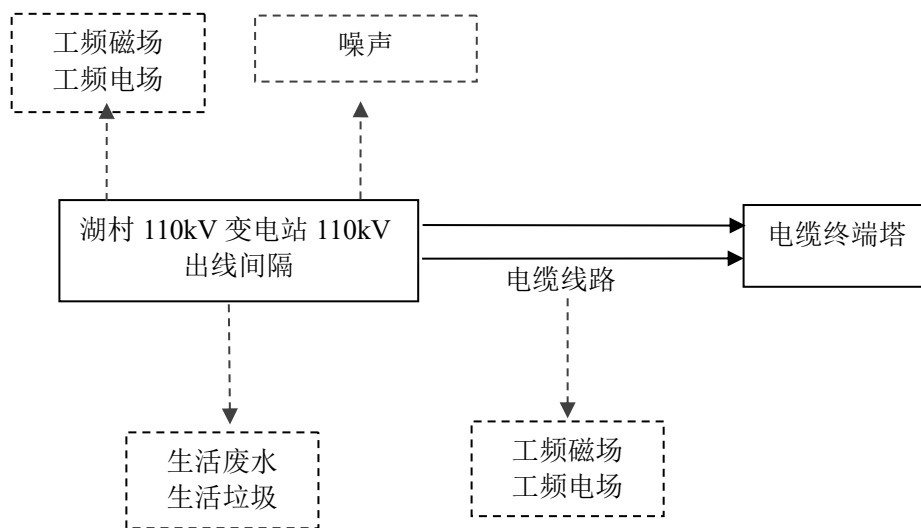 工频磁场
工频电场
噪声
湖村 110kV 变电站 110kV
出线间隔
电缆终端塔
电缆线路
生活废水
生活垃圾
工频磁场
工频电场